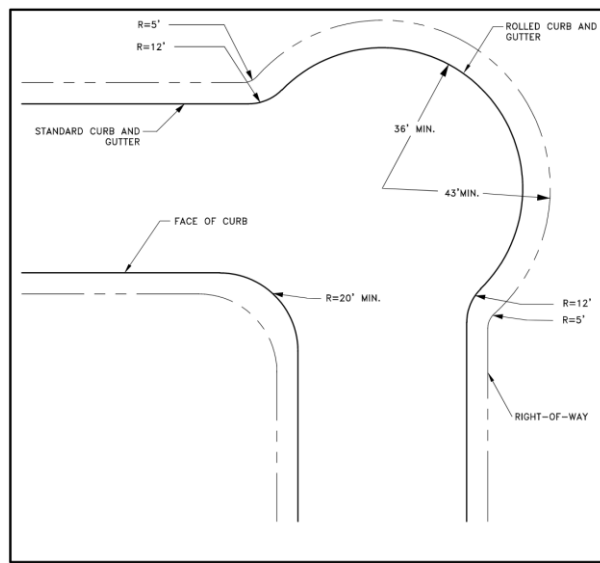 R=5'
R=12'
ROLLED CURB AND
GUTTER
STANDARD CURB AND
GUTTER
36' MIN.
43'MIN.
FACE OF CURB
R=20' MIN.
R=12'
R=5'
RIGHT-OF-WAY